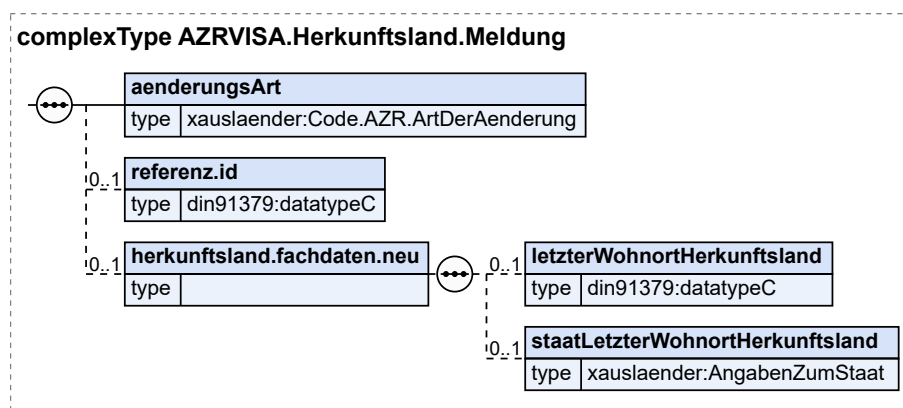 complexType AZRVISA.Herkunftsland.Meldung
aenderungsArt
type xauslaender:Code.AZR.ArtDerAenderung
0..1 referenz.id
type din91379:datatypeC
0..1 herkunftsland.fachdaten.neu
type
0..1 letzterWohnortHerkunftsland
type din91379:datatypeC
0..1 staatLetzterWohnortHerkunftsland
type xauslaender:AngabenZumStaat